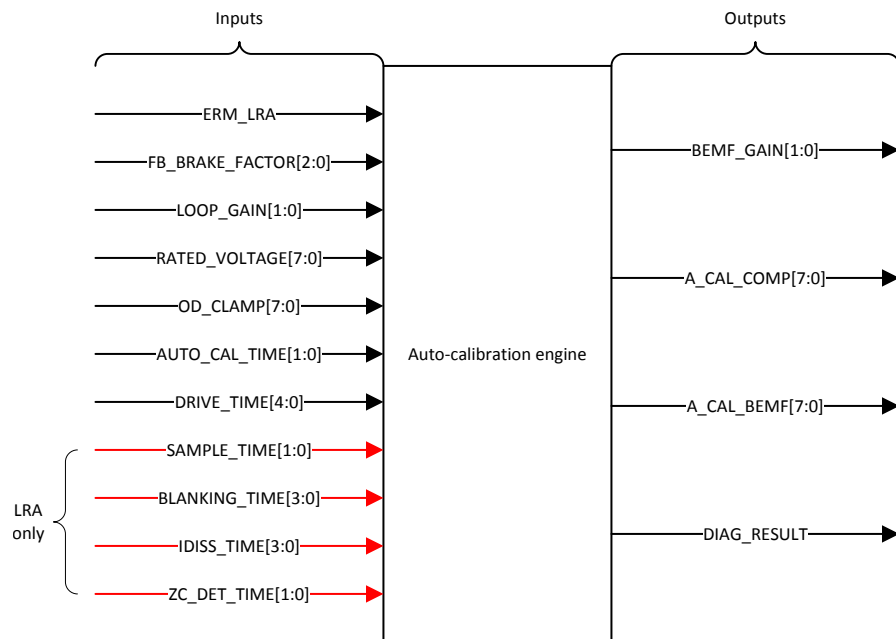 Inputs
Outputs
ERM_LRA
FB_BRAKE_FACTOR[2:0]
LOOP_GAIN[1:0]
RATED_VOLTAGE[7:0]
OD_CLAMP[7:0]
AUTO_CAL_TIME[1:0]
DRIVE_TIME[4:0]
SAMPLE_TIME[1:0]
BLANKING_TIME[3:0]
IDISS_TIME[3:0]
ZC_DET_TIME[1:0]
LRA
only
Auto-calibration engine
BEMF_GAIN[1:0]
A_CAL_COMP[7:0]
A_CAL_BEMF[7:0]
DIAG_RESULT